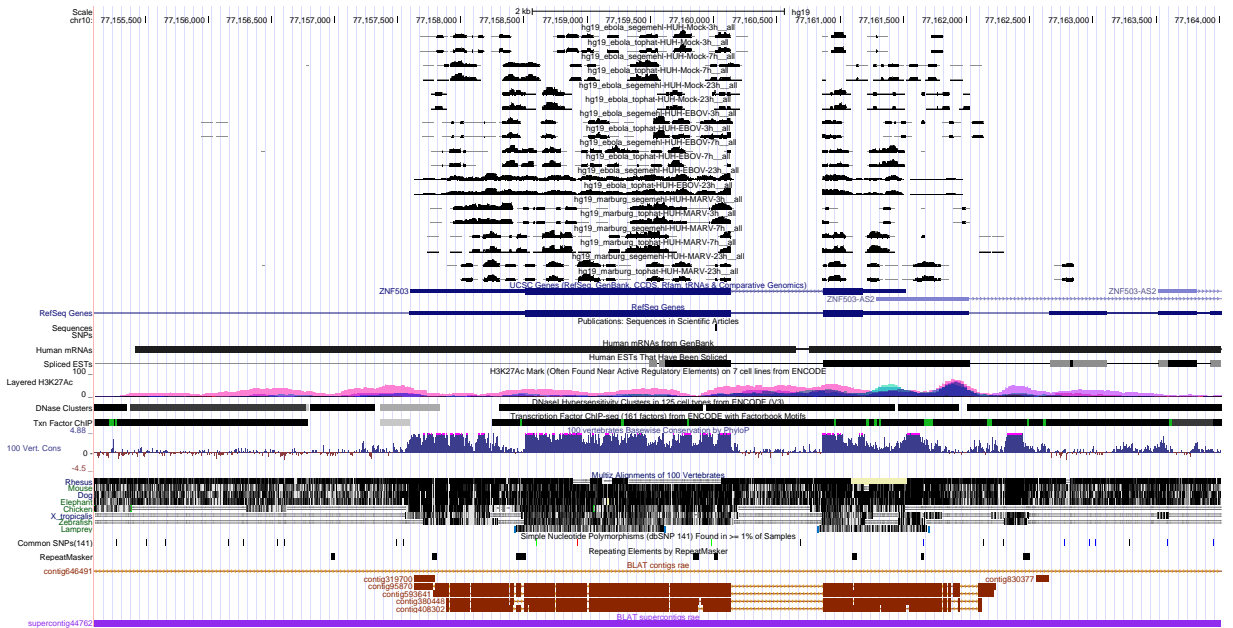 Scale 2 kb hg19
chr10: 77,155,500 77,156,000 77,156,500 77,157,000 77,157,500 77,158,000 77,158,500 77,159,000 77,159,500 77,160,000 77,160,500 77,161,000 77,161,500 77,162,000 77,162,500 77,163,000 77,163,500 77,164,000
hg19_ebola_segemehl-HUH-Mock-3h__all
hg19_ebola_tophat-HUH-Mock-3h__all
hg19_ebola_segemehl-HUH-Mock-7h__all
hg19_ebola_tophat-HUH-Mock-7h__all
hg19_ebola_segemehl-HUH-Mock-23h__all
hg19_ebola_tophat-HUH-Mock-23h__all
hg19_ebola_segemehl-HUH-EBOV-3h__all
hg19_ebola_tophat-HUH-EBOV-3h__all
hg19_ebola_segemehl-HUH-EBOV-7h__all
hg19_ebola_tophat-HUH-EBOV-7h__all
hg19_ebola_segemehl-HUH-EBOV-23h__all
hg19_ebola_tophat-HUH-EBOV-23h__all
hg19_marburg_segemehl-HUH-MARV-3h__all
hg19_marburg_tophat-HUH-MARV-3h__all
hg19_marburg_segemehl-HUH-MARV-7h__all
hg19_marburg_tophat-HUH-MARV-7h__all
hg19_marburg_segemehl-HUH-MARV-23h__all
hg19_marburg_tophat-HUH-MARV-23h__all
UCSC Genes (RefSeq, GenBank, CCDS, Rfam, tRNAs & Comparative Genomics)
ZNF503 ZNF503-AS2
ZNF503-AS2
RefSeq Genes
RefSeq Genes
Publications: Sequences in Scientific Articles
Sequences
SNPs
Human mRNAs from GenBank
Human mRNAs
Human ESTs That Have Been Spliced
Spliced ESTs
100 _
H3K27Ac Mark (Often Found Near Active Regulatory Elements) on 7 cell lines from ENCODE
Layered H3K27Ac
0 _
DNaseI Hypersensitivity Clusters in 125 cell types from ENCODE (V3)
DNase Clusters
Transcription Factor ChIP-seq (161 factors) from ENCODE with Factorbook Motifs
Txn Factor ChIP
4.88 _
100 vertebrates Basewise Conservation by PhyloP
100 Vert. Cons
0 -
-4.5 _
Multiz Alignments of 100 Vertebrates
Rhesus
Mouse
Dog
Elephant
Chicken
X_tropicalis
Zebrafish
Lamprey
Simple Nucleotide Polymorphisms (dbSNP 141) Found in >= 1% of Samples
Common SNPs(141)
Repeating Elements by RepeatMasker
RepeatMasker
BLAT contigs rae
contig646491
contig319700 contig830377
contig95870
contig593641
contig380448
contig408302
BLAT supercontigs rae
supercontig44762